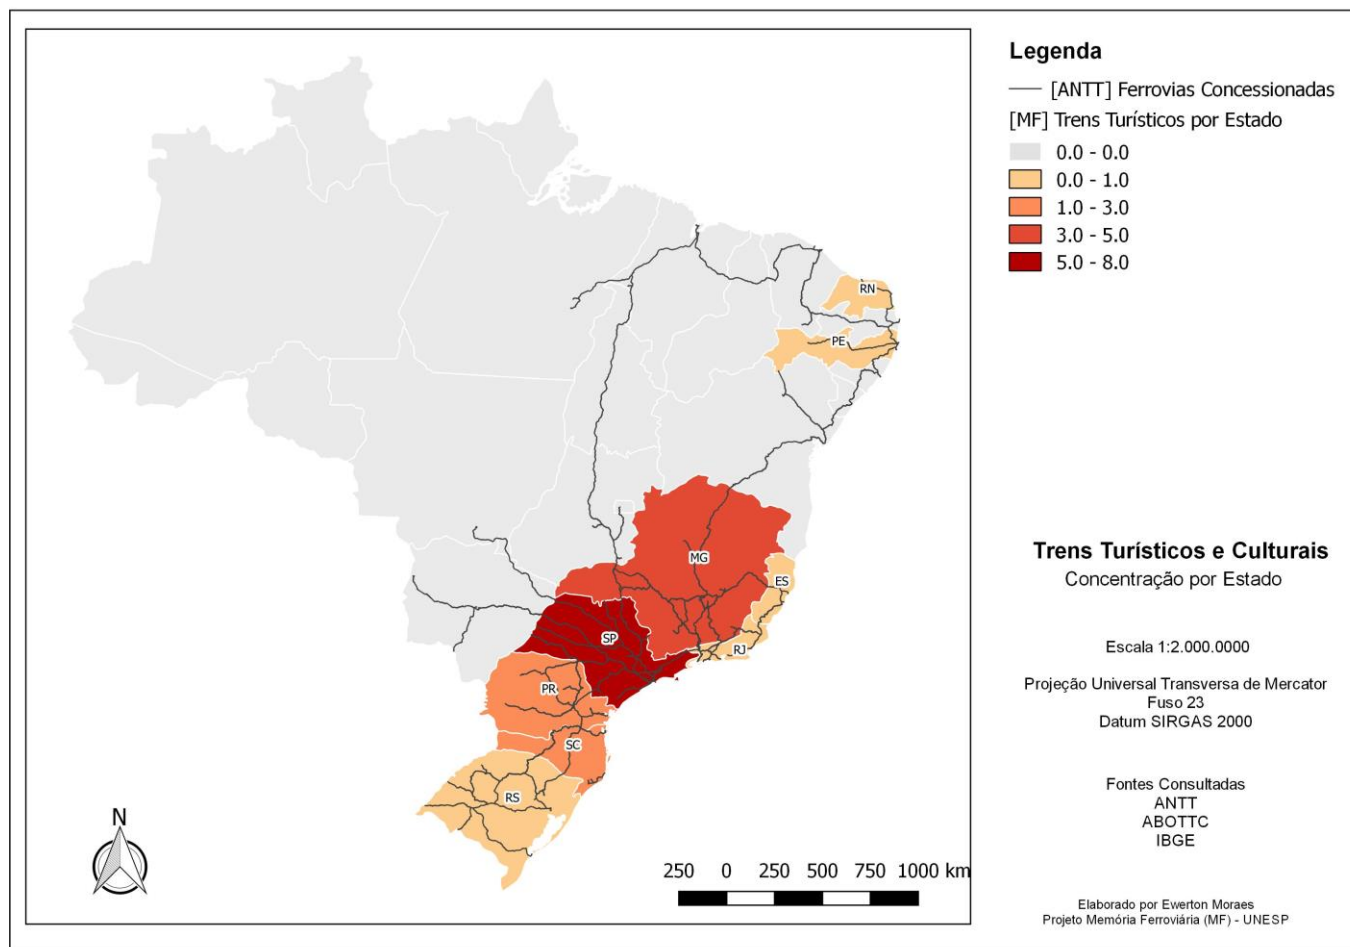 Legenda
[ANTT] Ferrovias Concessionadas
[MF] Trens Turísticos por Estado
0.0 - 0.0
0.0 - 1.0
1.0 - 3.0
3.0 - 5.0
5.0 - 8.0
RN
PE
MG
ES
SP
RJ
PR
SC
RS
N
250 0 250 500 750 1000 km
Trens Turísticos e Culturais
Concentração por Estado
Escala 1:2.000.0000
Projeção Universal Transversa de Mercator
Fuso 23
Datum SIRGAS 2000
Fontes Consultadas
ANTT
ABOTTC
IBGE
Elaborado por Ewerton Moraes
Projeto Memória Ferroviária (MF) - UNESP